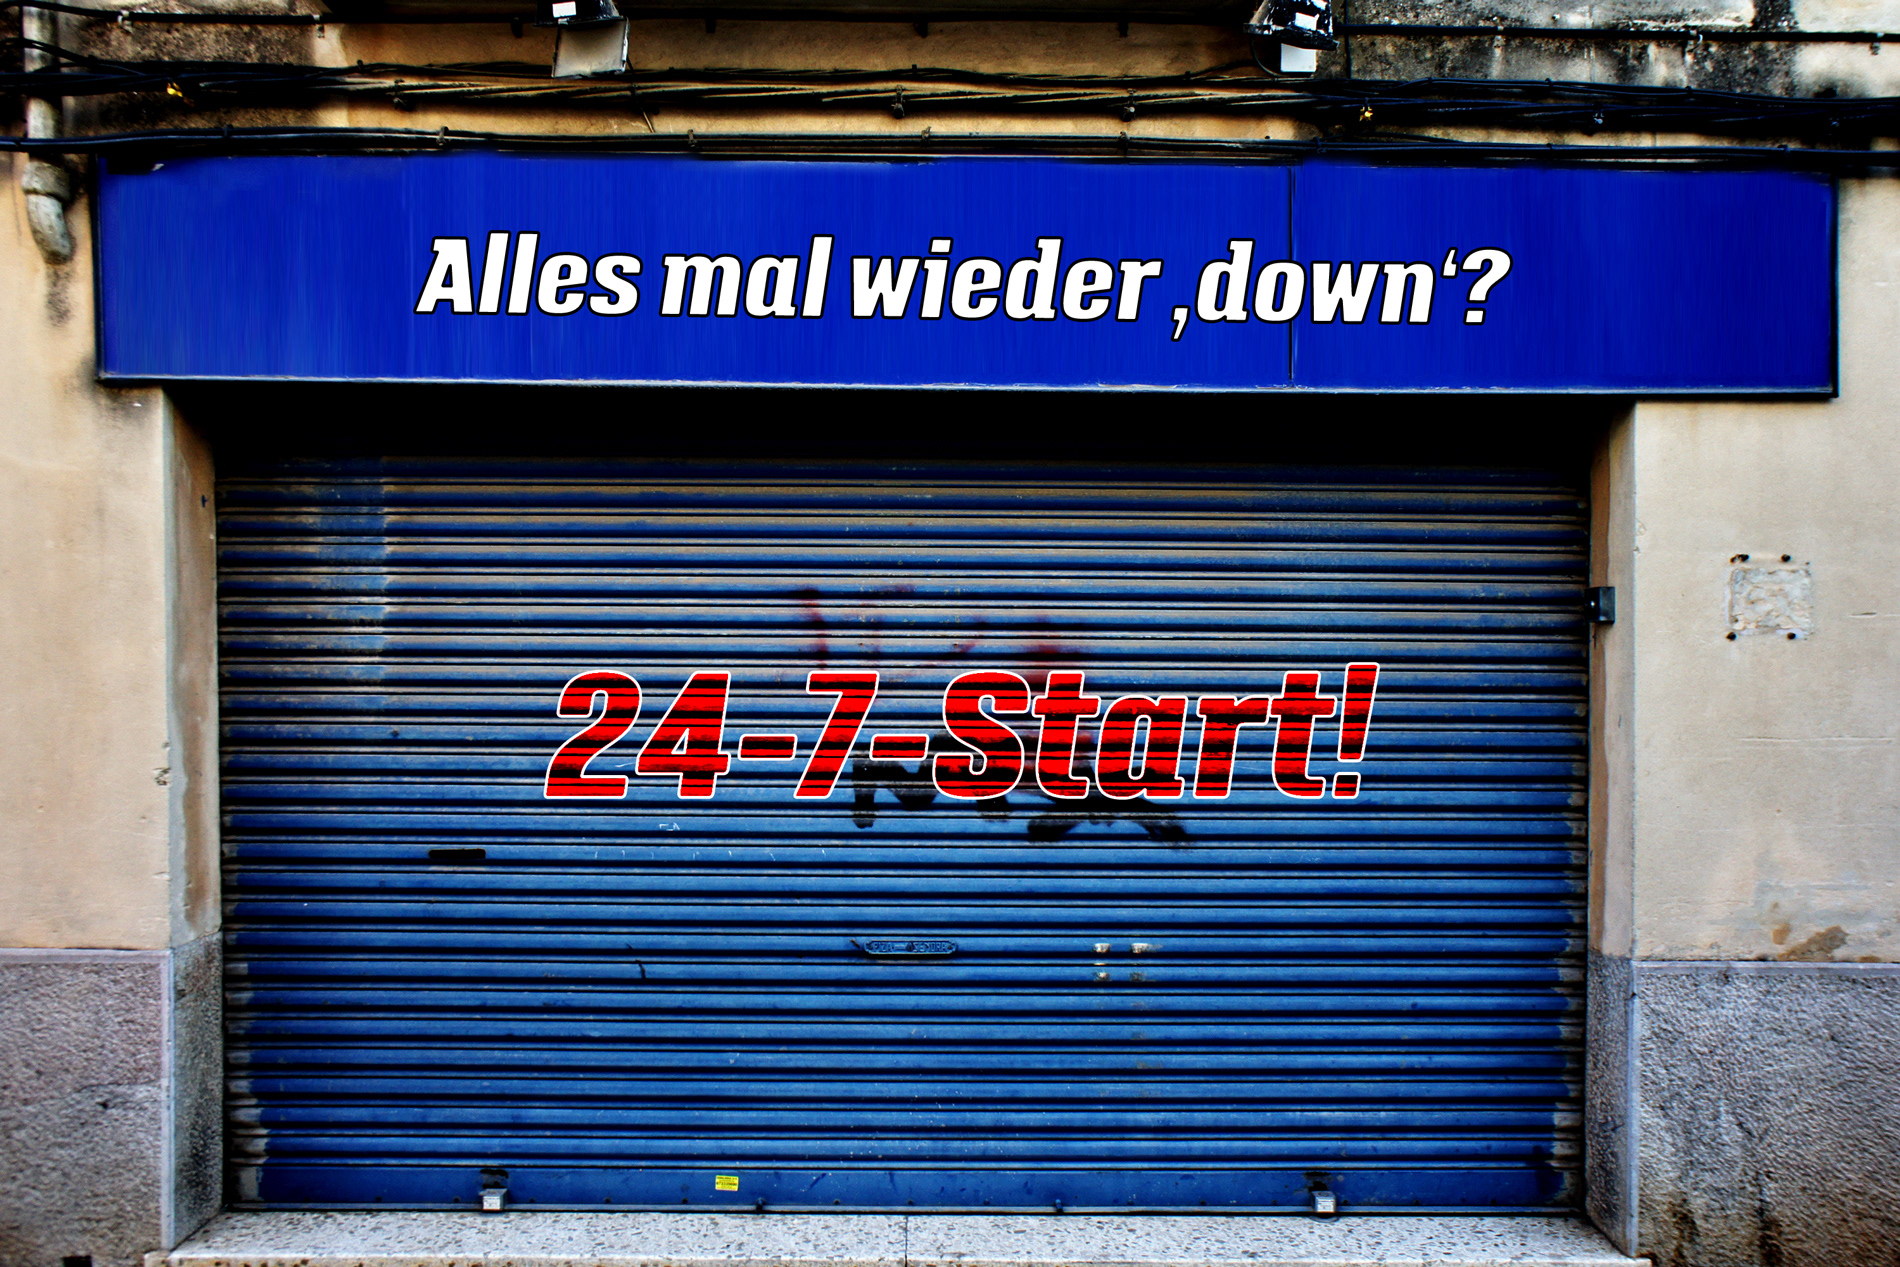 Alles mal wieder ‚down‘?
24-7-Start!